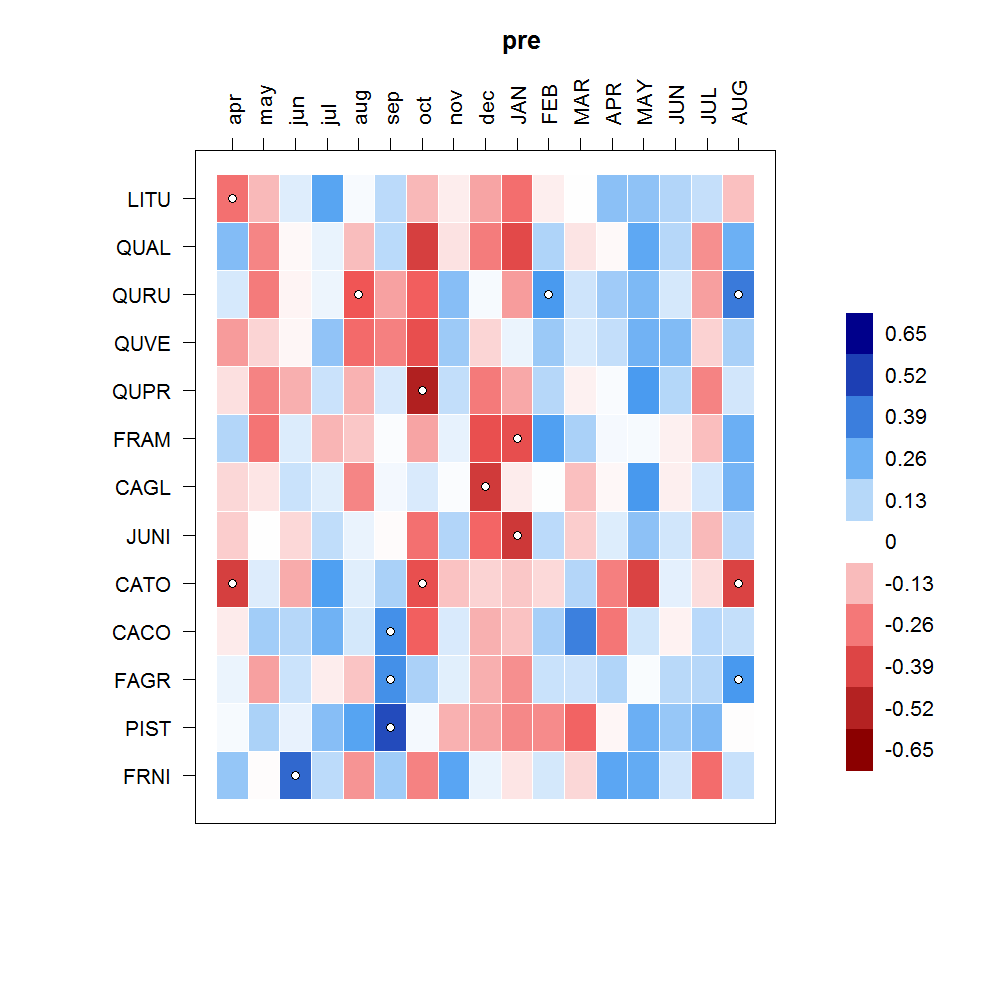 pre
apr may jun jul aug sep oct nov dec JAN FEB MAR APR MAY JUN JUL AUG
LITU
QUAL
QURU
QUVE
QUPR
FRAM
CAGL
JUNI
CATO
CACO
FAGR
PIST
FRNI
0.65
0.52
0.39
0.26
0.13
0
-0.13
-0.26
-0.39
-0.52
-0.65